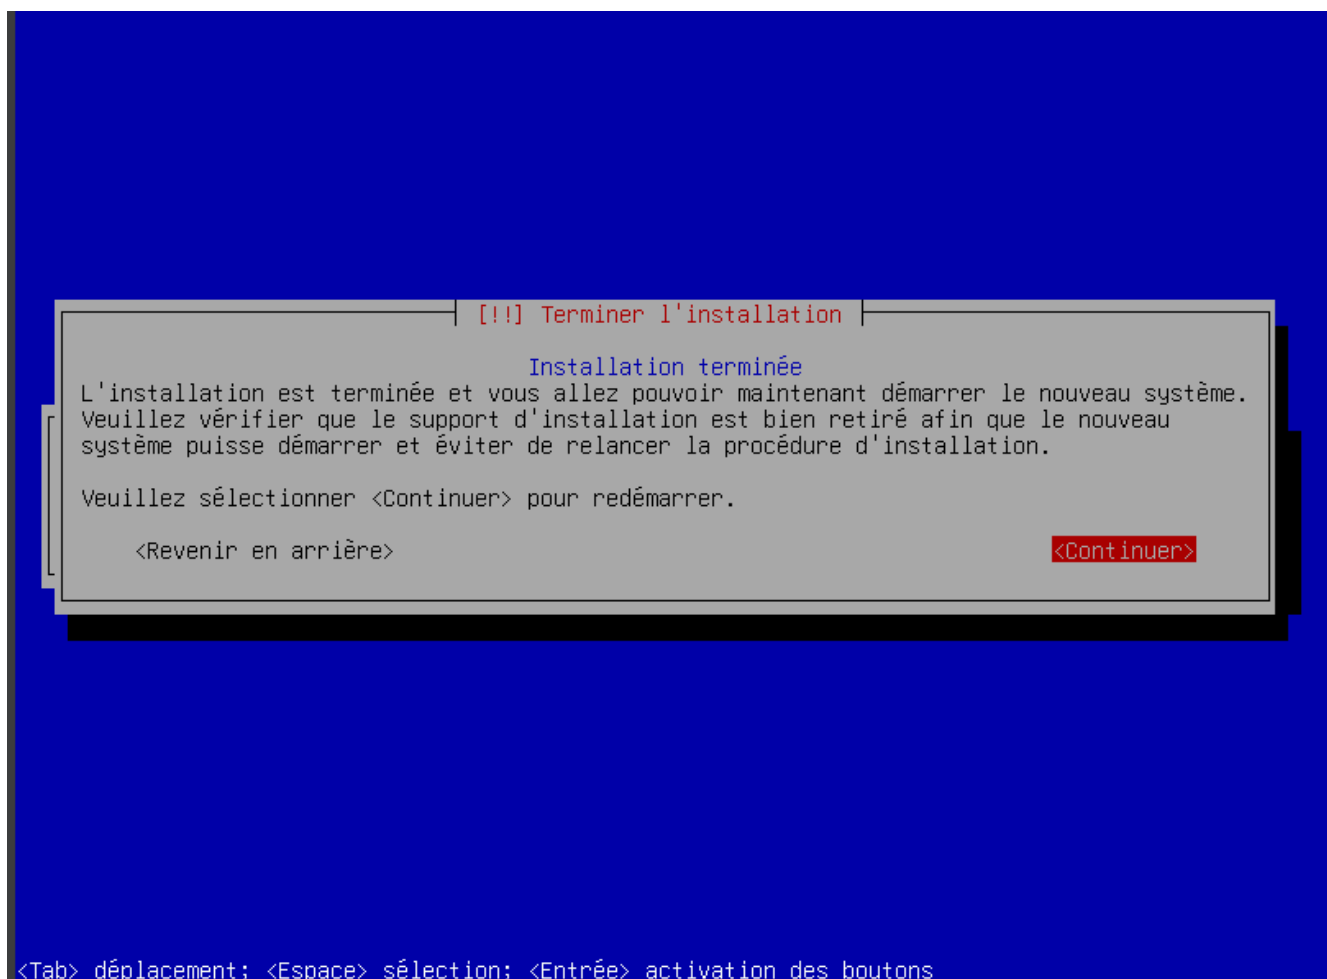 [!!] Terminer l'installation
Installation terminée
L'installation est terminée et vous allez pouvoir maintenant démarrer le nouveau système.
Veuillez vérifier que le support d'installation est bien retiré afin que le nouveau
système puisse démarrer et éviter de relancer la procédure d'installation.
Veuillez sélectionner <Continuer> pour redémarrer.
<Revenir en arrière> <Continuer>
<Tab> déplacement; <Espace> sélection; <Entrée> activation des boutons